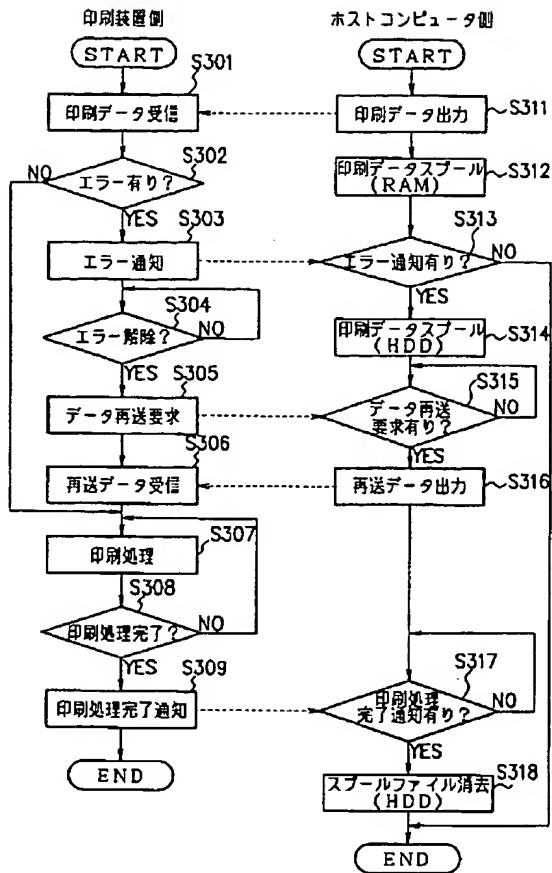 印刷装置側
START
S301
印刷データ受信
S302
NO
エラー有り?
YES
S303
エラー通知
S304
エラー解除?
NO
YES
S305
データ再送要求
S306
再送データ受信
S307
印刷処理
S308
NO
印刷処理完了?
YES
S309
印刷処理完了通知
END
ホストコンピュータ側
START
印刷データ出力
S311
印刷データスプール
(RAM)
S312
S313
エラー通知有り?
NO
YES
印刷データスプール
(HDD)
S314
S315
データ再送
要求有り?
NO
YES
再送データ出力
S316
S317
印刷処理
完了通知有り?
NO
YES
スプールファイル消去
(HDD)
S318
END